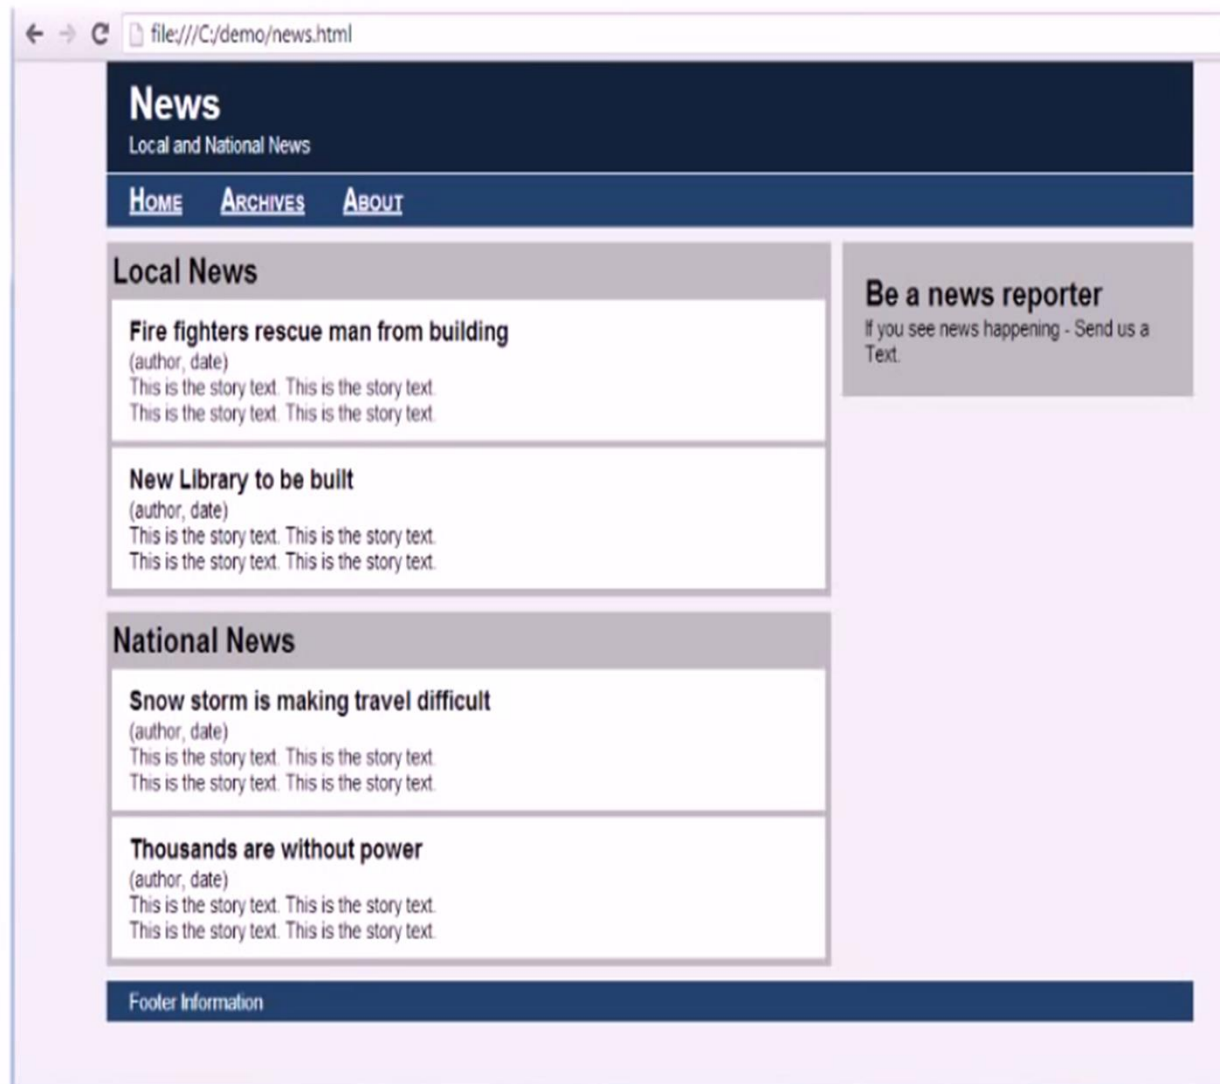 file:///C:/demo/news.html
News
Local and National News
Home Archives About
Local News
Fire fighters rescue man from building
(author, date)
This is the story text. This is the story text.
This is the story text. This is the story text.
New Library to be built
(author, date)
This is the story text. This is the story text.
This is the story text. This is the story text.
National News
Snow storm is making travel difficult
(author, date)
This is the story text. This is the story text.
This is the story text. This is the story text.
Thousands are without power
(author, date)
This is the story text. This is the story text.
This is the story text. This is the story text.
Be a news reporter
If you see news happening - Send us a
Text.
Footer Information